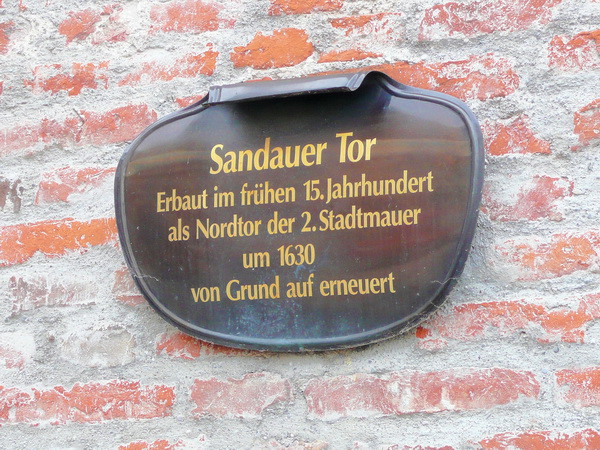 Sandauer Tor
Erbaut im frühen 15. Jahrhundert
als Nordtor der 2. Stadtmauer
um 1630
von Grund auf erneuert